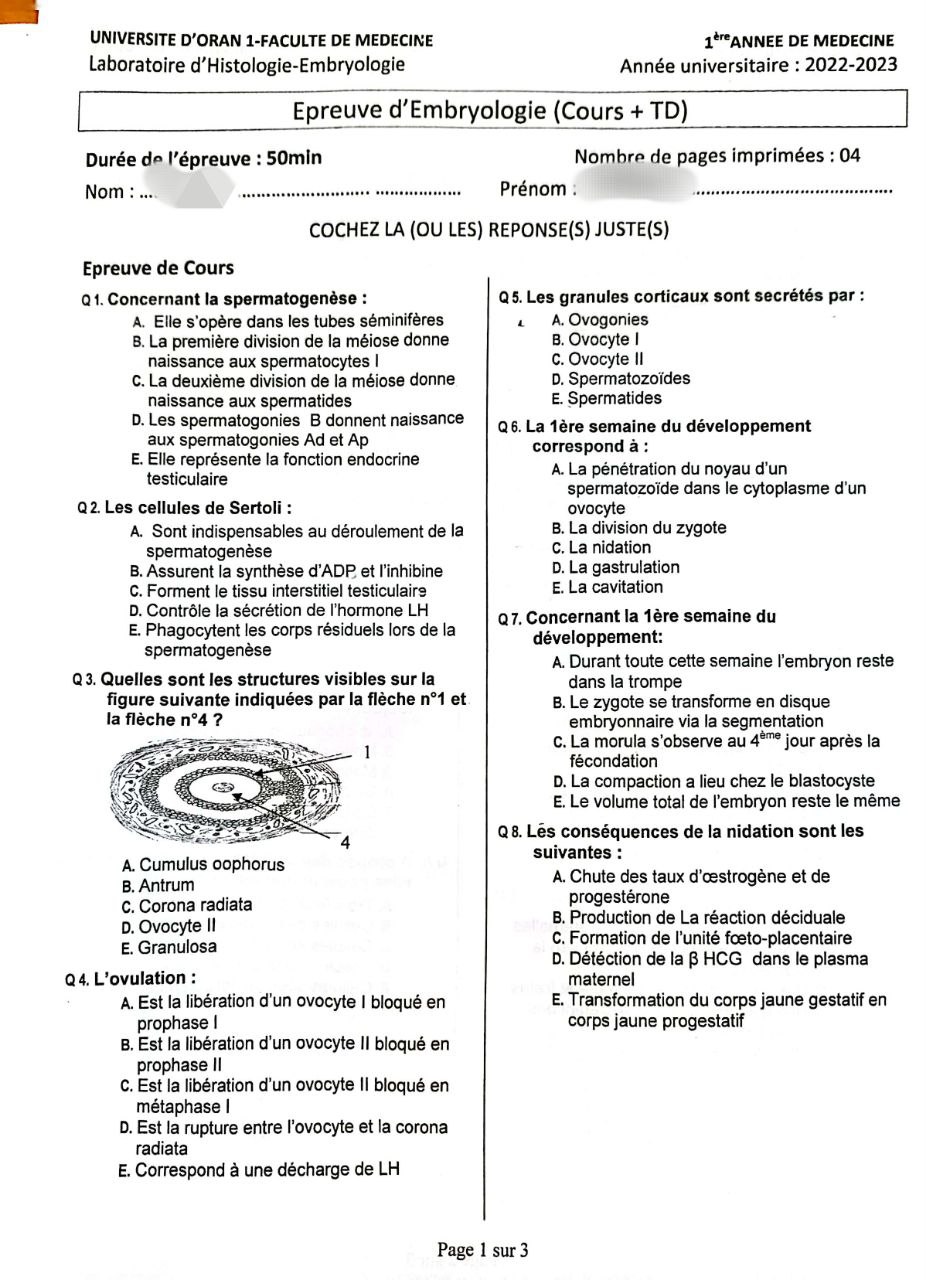 UNIVERSITE D'ORAN 1-FACULTE DE MEDECINE
1ère ANNEE DE MEDECINE
Laboratoire d'Histologie-Embryologie
Année universitaire : 2022-2023
Epreuve d'Embryologie (Cours + TD)
Durée de l'épreuve : 50min
Nombre de pages imprimées : 04
Nom : ....
Prénom :
COCHEZ LA (OU LES) REPONSE(S) JUSTE(S)
Epreuve de Cours
Q 1. Concernant la spermatogenèse :
A. Elle s'opère dans les tubes séminifères
B. La première division de la méiose donne
naissance aux spermatocytes I
C. La deuxième division de la méiose donne
naissance aux spermatides
D. Les spermatogonies B donnent naissance
aux spermatogonies Ad et Ap
E. Elle représente la fonction endocrine
testiculaire
Q 2. Les cellules de Sertoli :
A. Sont indispensables au déroulement de la
spermatogenèse
B. Assurent la synthèse d'ADP et l'inhibine
C. Forment le tissu interstitiel testiculaire
D. Contrôle la sécrétion de l'hormone LH
E. Phagocytent les corps résiduels lors de la
spermatogenèse
Q 3. Quelles sont les structures visibles sur la
figure suivante indiquées par la flèche n°1 et
la flèche n°4 ?
1
4
A. Cumulus oophorus
B. Antrum
C. Corona radiata
D. Ovocyte II
E. Granulosa
Q 4. L'ovulation :
A. Est la libération d'un ovocyte I bloqué en
prophase I
B. Est la libération d'un ovocyte II bloqué en
prophase II
C. Est la libération d'un ovocyte II bloqué en
métaphase I
D. Est la rupture entre l'ovocyte et la corona
radiata
E. Correspond à une décharge de LH
Q 5. Les granules corticaux sont secrétés par :
A. Ovogonies
B. Ovocyte I
C. Ovocyte II
D. Spermatozoïdes
E. Spermatides
Q 6. La 1ère semaine du développement
correspond à :
A. La pénétration du noyau d'un
spermatozoïde dans le cytoplasme d'un
ovocyte
B. La division du zygote
C. La nidation
D. La gastrulation
E. La cavitation
Q 7. Concernant la 1ère semaine du
développement:
A. Durant toute cette semaine l'embryon reste
dans la trompe
B. Le zygote se transforme en disque
embryonnaire via la segmentation
C. La morula s'observe au 4ème jour après la
fécondation
D. La compaction a lieu chez le blastocyste
E. Le volume total de l'embryon reste le même
Q 8. Les conséquences de la nidation sont les
suivantes :
A. Chute des taux d'œstrogène et de
progestérone
B. Production de La réaction déciduale
C. Formation de l'unité fœto-placentaire
D. Détéction de la β HCG dans le plasma
maternel
E. Transformation du corps jaune gestatif en
corps jaune progestatif
Page 1 sur 3